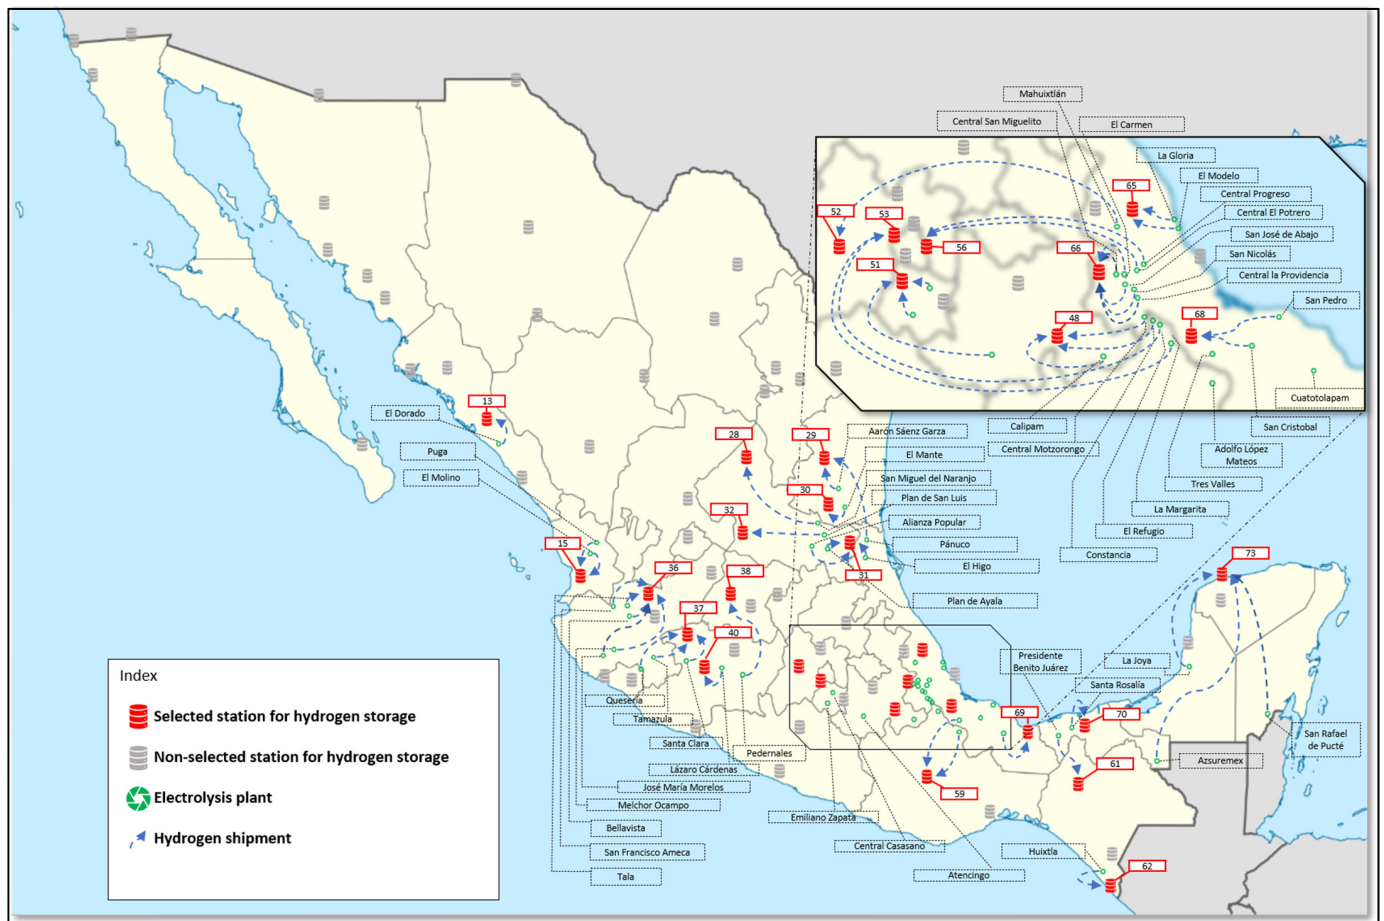 Mahuixtlán
Central San Miguelito
El Carmen
La Gloria
El Modelo
Central Progreso
Central El Potrero
San José de Abajo
San Nicolás
Central la Providencia
San Pedro
65
52
53
56
66
51
48
68
Cuatotolapam
San Cristobal
Calipam
Central Motzorongo
Adolfo López
Mateos
Tres Valles
La Margarita
El Refugio
Constancia
13
El Dorado
Puga
El Molino
28
29
Aarón Sáenz Garza
El Mante
San Miguel del Naranjo
30
Plan de San Luis
32
Alianza Popular
Pánuco
El Higo
15
31
36
38
Plan de Ayala
37
40
73
Presidente
Benito Juárez
La Joya
Santa Rosalía
69
70
San Rafael
de Pucté
Azsuremex
61
59
Quesería
Tamazula
Santa Clara
Pedernales
Lázaro Cárdenas
José María Morelos
Melchor Ocampo
Bellavista
San Francisco Ameca
Tala
Emiliano Zapata
Central Casasano
Atencingo
Huixtla
62
Index
Selected station for hydrogen storage
Non-selected station for hydrogen storage
Electrolysis plant
Hydrogen shipment